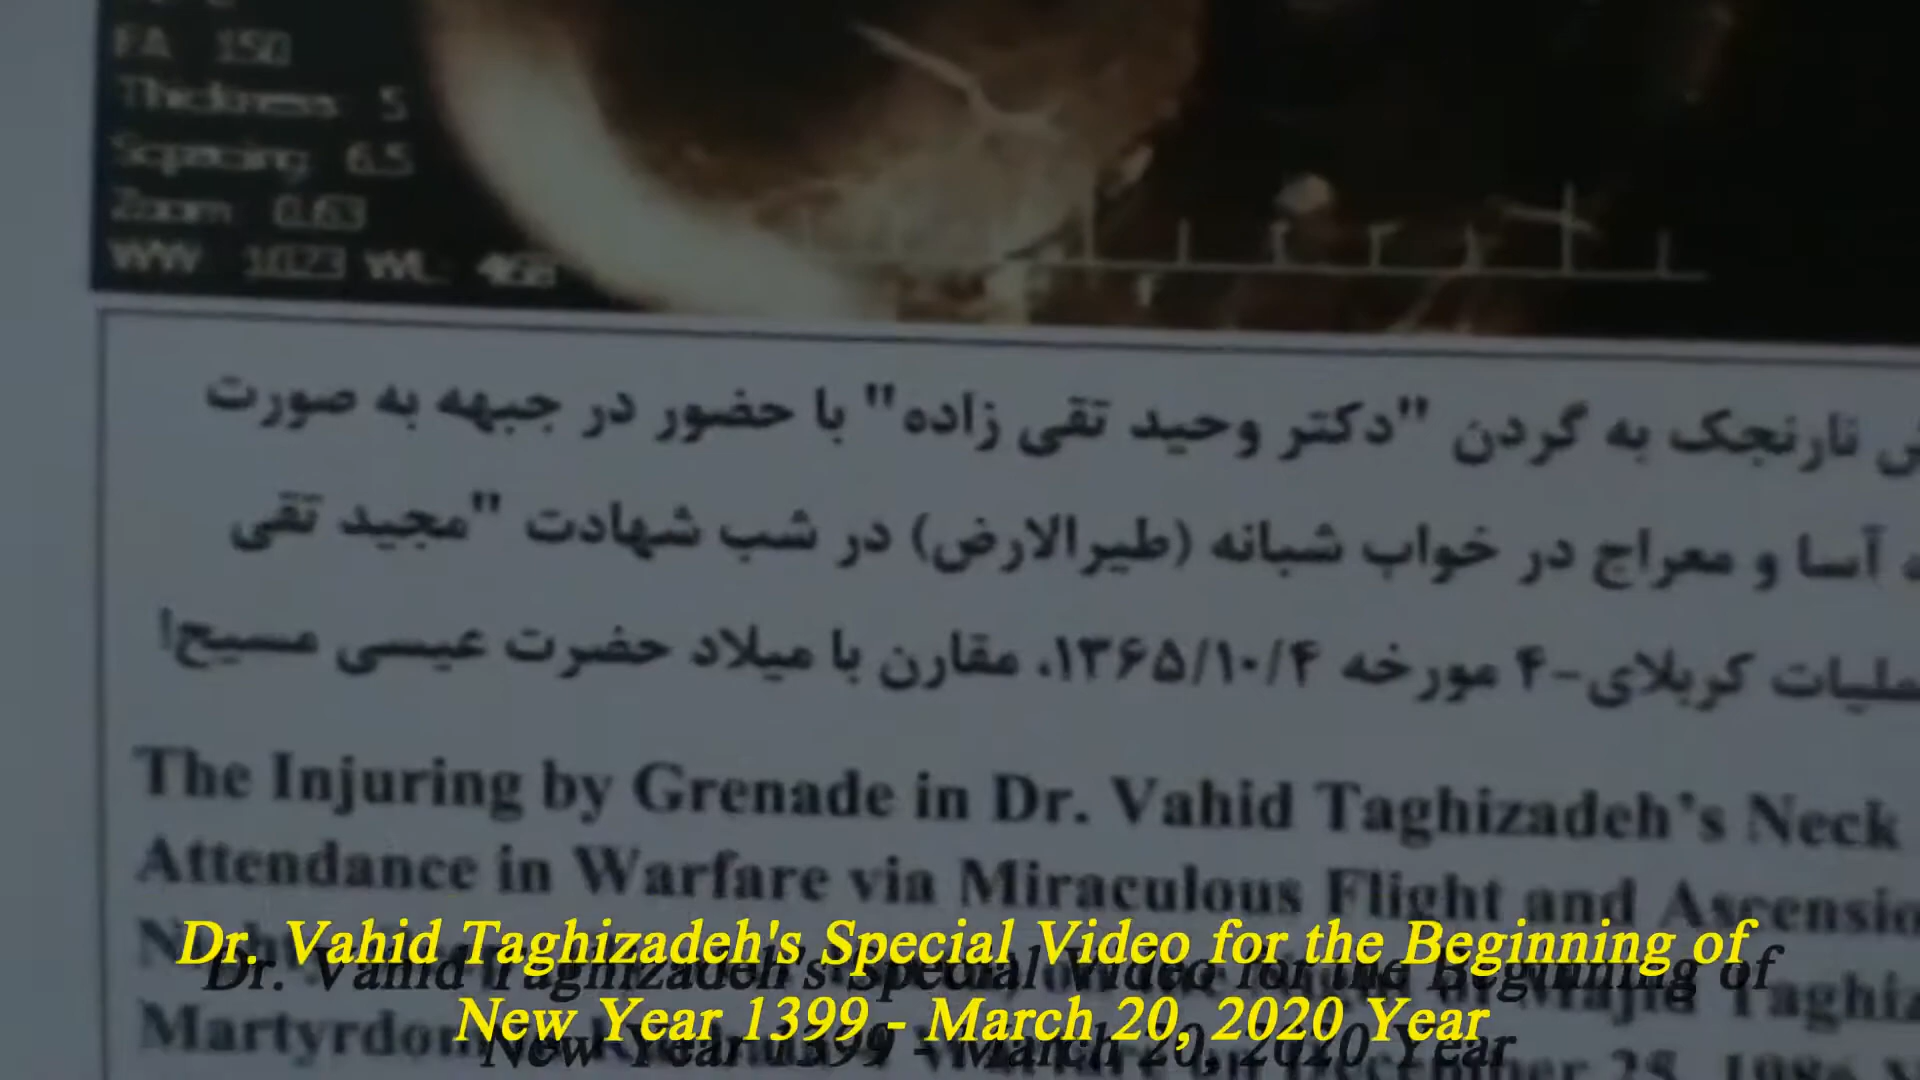 FA 150
Thickness: 5
Scpacing: 6.5
Zoom: 0.63
WW: 1023 WL: 468
نارنجک به گردن "دکتر وحید تقی زاده" با حضور در جبهه به صورت
آسا و معراج در خواب شبانه (طیرالارض) در شب شهادت "مجید تقی
کربلای-۴ مورخه ۱۳۶۵/۱۰/۴، مقارن با میلاد حضرت عیسی مسیح!
The Injuring by Grenade in Dr. Vahid Taghizadeh's Neck
Attendance in Warfare via Miraculous Flight and
Dr. Vahid Taghizadeh's Special Video for the Beginning of
New Year 1399 - March 20, 2020 Year